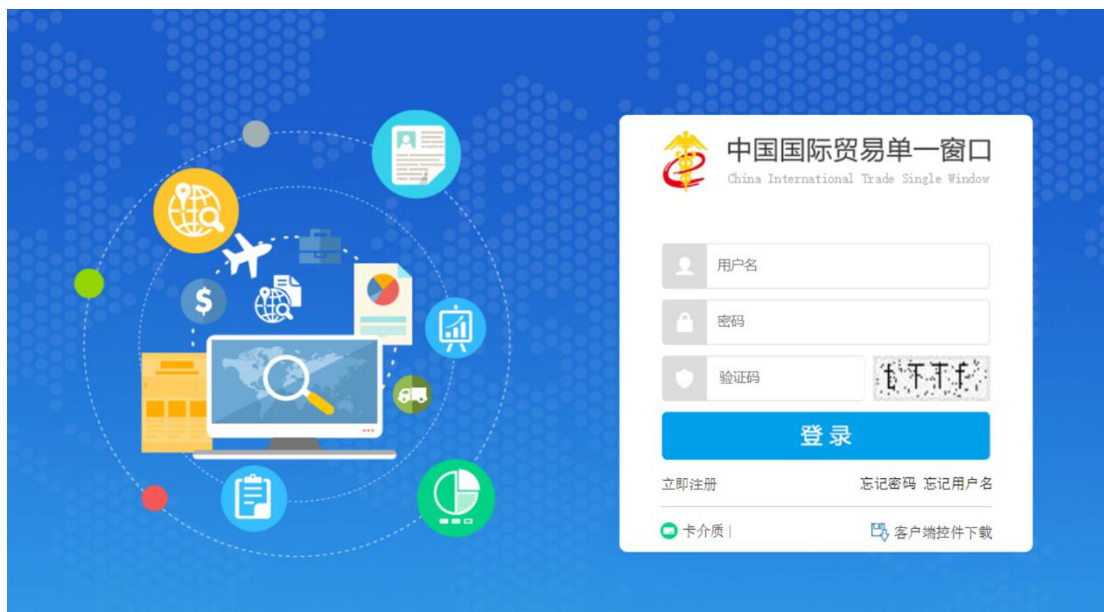 中国国际贸易单一窗口
China International Trade Single Window
用户名
密码
验证码
登录
立即注册 忘记密码 忘记用户名
卡介质 | 客户端控件下载